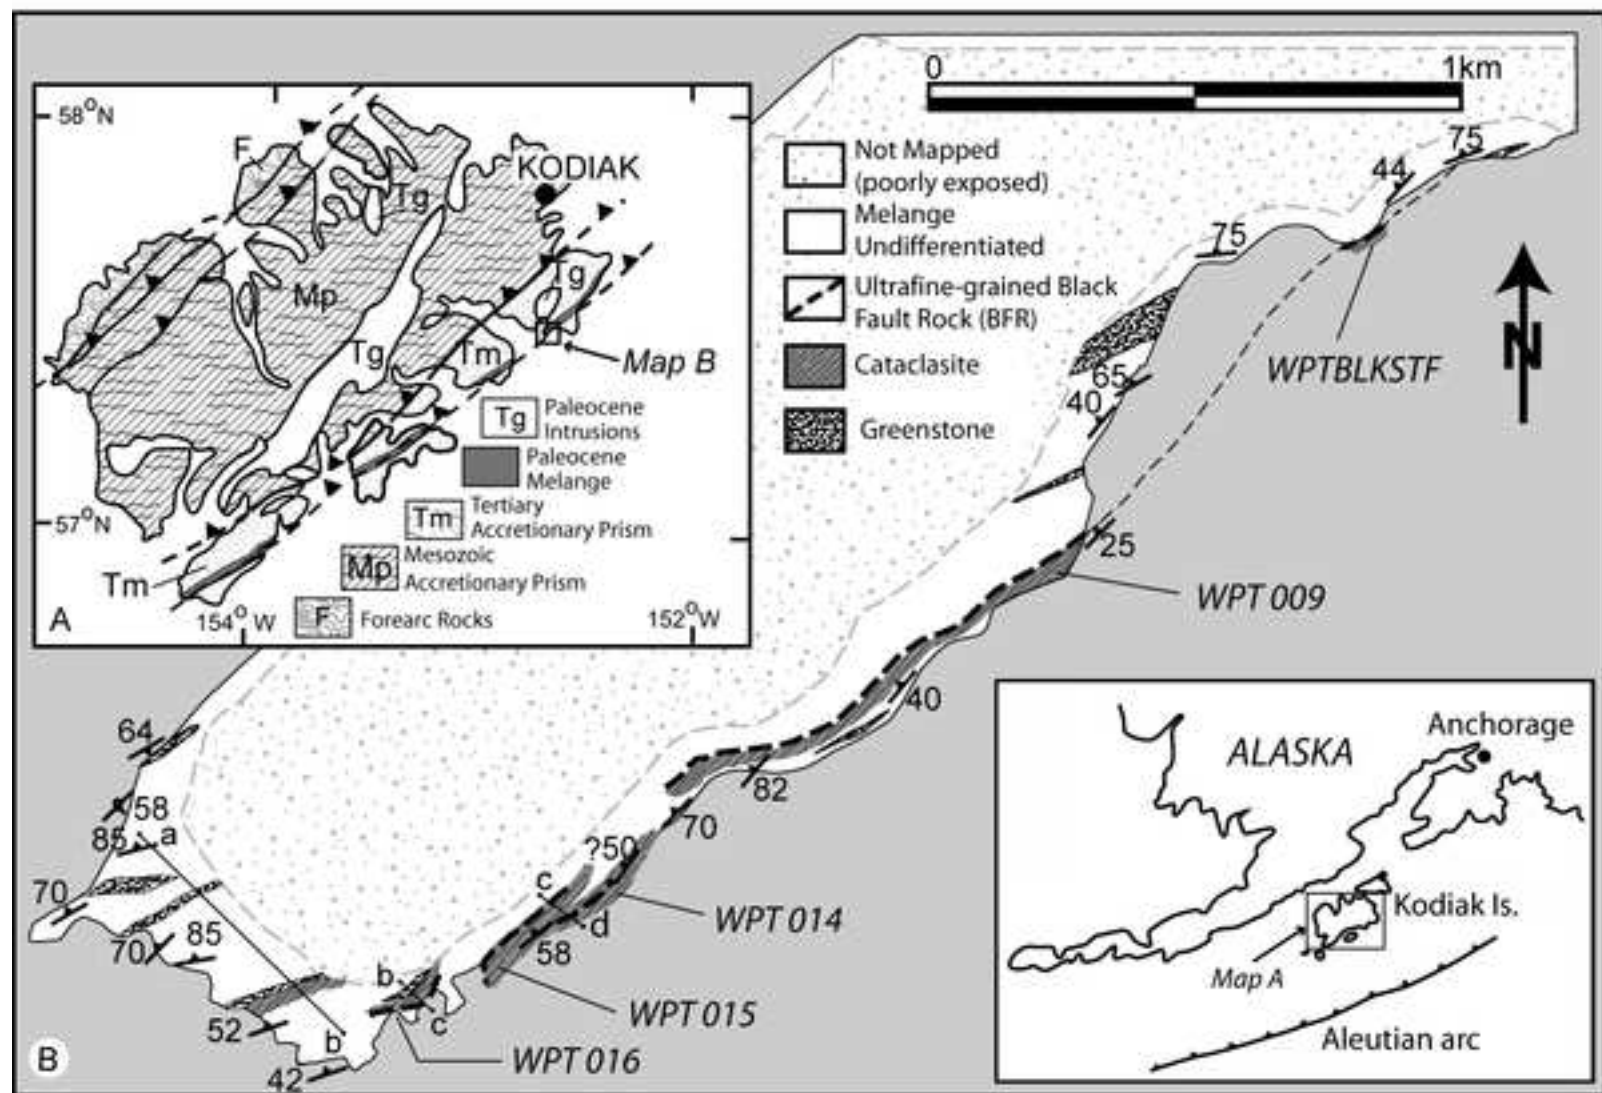 58°N
F
Tg
KODIAK
Mp
Tg
Tg
Tm
Map B
Tg
Paleocene
Intrusions
Paleocene
Melange
57°N
Tm
Tertiary
Accretionary Prism
Mp
Mesozoic
Accretionary Prism
Tm
F
Forearc Rocks
A
154°W
152°W
0
1km
Not Mapped
(poorly exposed)
Melange
Undifferentiated
Ultrafine-grained Black
Fault Rock (BFR)
Cataclasite
Greenstone
75
44
75
N
WPTBLKSTF
65
40
25
WPT 009
40
82
70
64
58
85
a
70
70
85
?50
c
d
58
WPT 014
b
c
WPT 015
52
b
WPT 016
42
B
Anchorage
ALASKA
Kodiak Is.
Map A
Aleutian arc